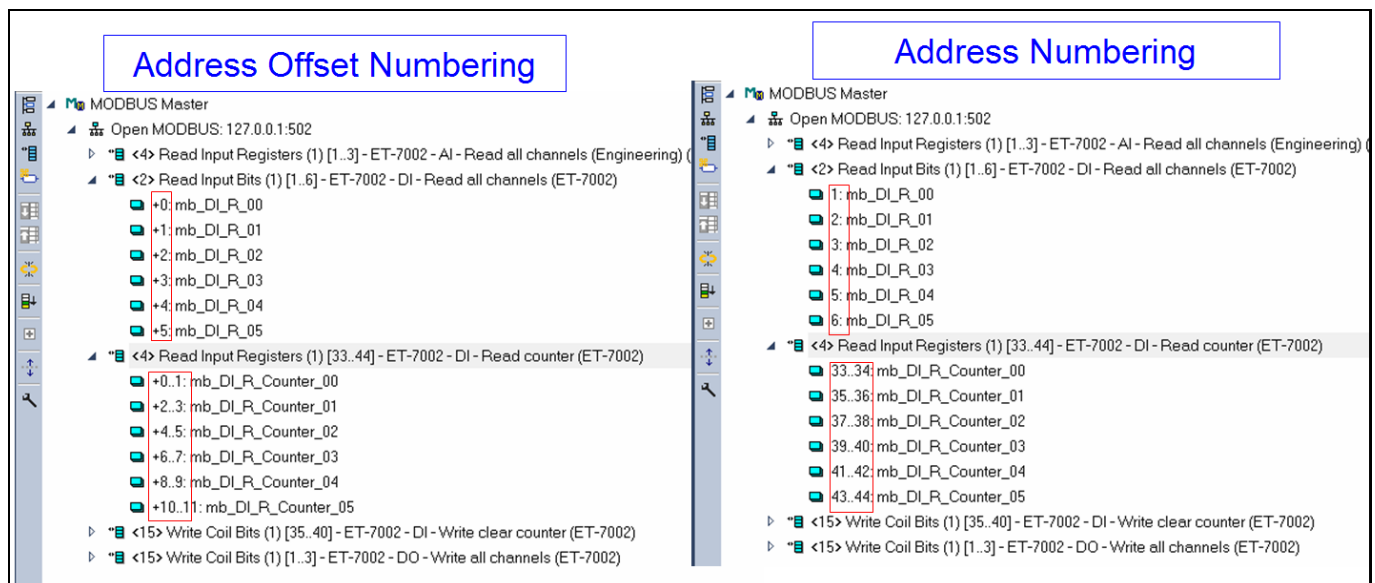 Address Offset Numbering
MODBUS Master
Open MODBUS: 127.0.0.1:502
<4> Read Input Registers (1) [1..3] - ET-7002 - AI - Read all channels (Engineering) (
<2> Read Input Bits (1) [1..6] - ET-7002 - DI - Read all channels (ET-7002)
+0: mb_DI_R_00
+1: mb_DI_R_01
+2: mb_DI_R_02
+3: mb_DI_R_03
+4: mb_DI_R_04
+5: mb_DI_R_05
<4> Read Input Registers (1) [33..44] - ET-7002 - DI - Read counter (ET-7002)
+0..1: mb_DI_R_Counter_00
+2..3: mb_DI_R_Counter_01
+4..5: mb_DI_R_Counter_02
+6..7: mb_DI_R_Counter_03
+8..9: mb_DI_R_Counter_04
+10..11: mb_DI_R_Counter_05
<15> Write Coil Bits (1) [35..40] - ET-7002 - DI - Write clear counter (ET-7002)
<15> Write Coil Bits (1) [1..3] - ET-7002 - DO - Write all channels (ET-7002)
Address Numbering
MODBUS Master
Open MODBUS: 127.0.0.1:502
<4> Read Input Registers (1) [1..3] - ET-7002 - AI - Read all channels (Engineering) (
<2> Read Input Bits (1) [1..6] - ET-7002 - DI - Read all channels (ET-7002)
1: mb_DI_R_00
2: mb_DI_R_01
3: mb_DI_R_02
4: mb_DI_R_03
5: mb_DI_R_04
6: mb_DI_R_05
<4> Read Input Registers (1) [33..44] - ET-7002 - DI - Read counter (ET-7002)
33..34: mb_DI_R_Counter_00
35..36: mb_DI_R_Counter_01
37..38: mb_DI_R_Counter_02
39..40: mb_DI_R_Counter_03
41..42: mb_DI_R_Counter_04
43..44: mb_DI_R_Counter_05
<15> Write Coil Bits (1) [35..40] - ET-7002 - DI - Write clear counter (ET-7002)
<15> Write Coil Bits (1) [1..3] - ET-7002 - DO - Write all channels (ET-7002)